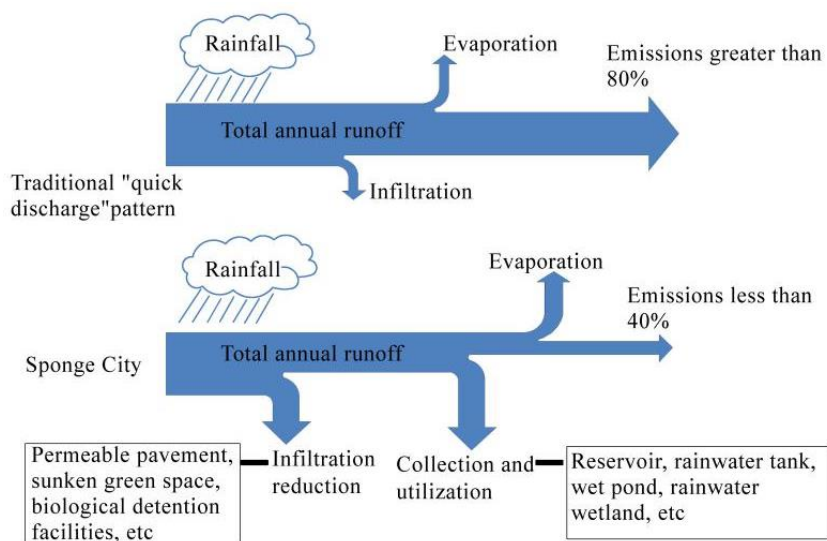 Rainfall
Evaporation
Emissions greater than
80%
Total annual runoff
Traditional "quick
discharge"pattern
Infiltration
Rainfall
Evaporation
Emissions less than
40%
Total annual runoff
Sponge City
Permeable pavement,
sunken green space,
biological detention
facilities, etc
Infiltration
reduction
Collection and
utilization
Reservoir, rainwater tank,
wet pond, rainwater
wetland, etc